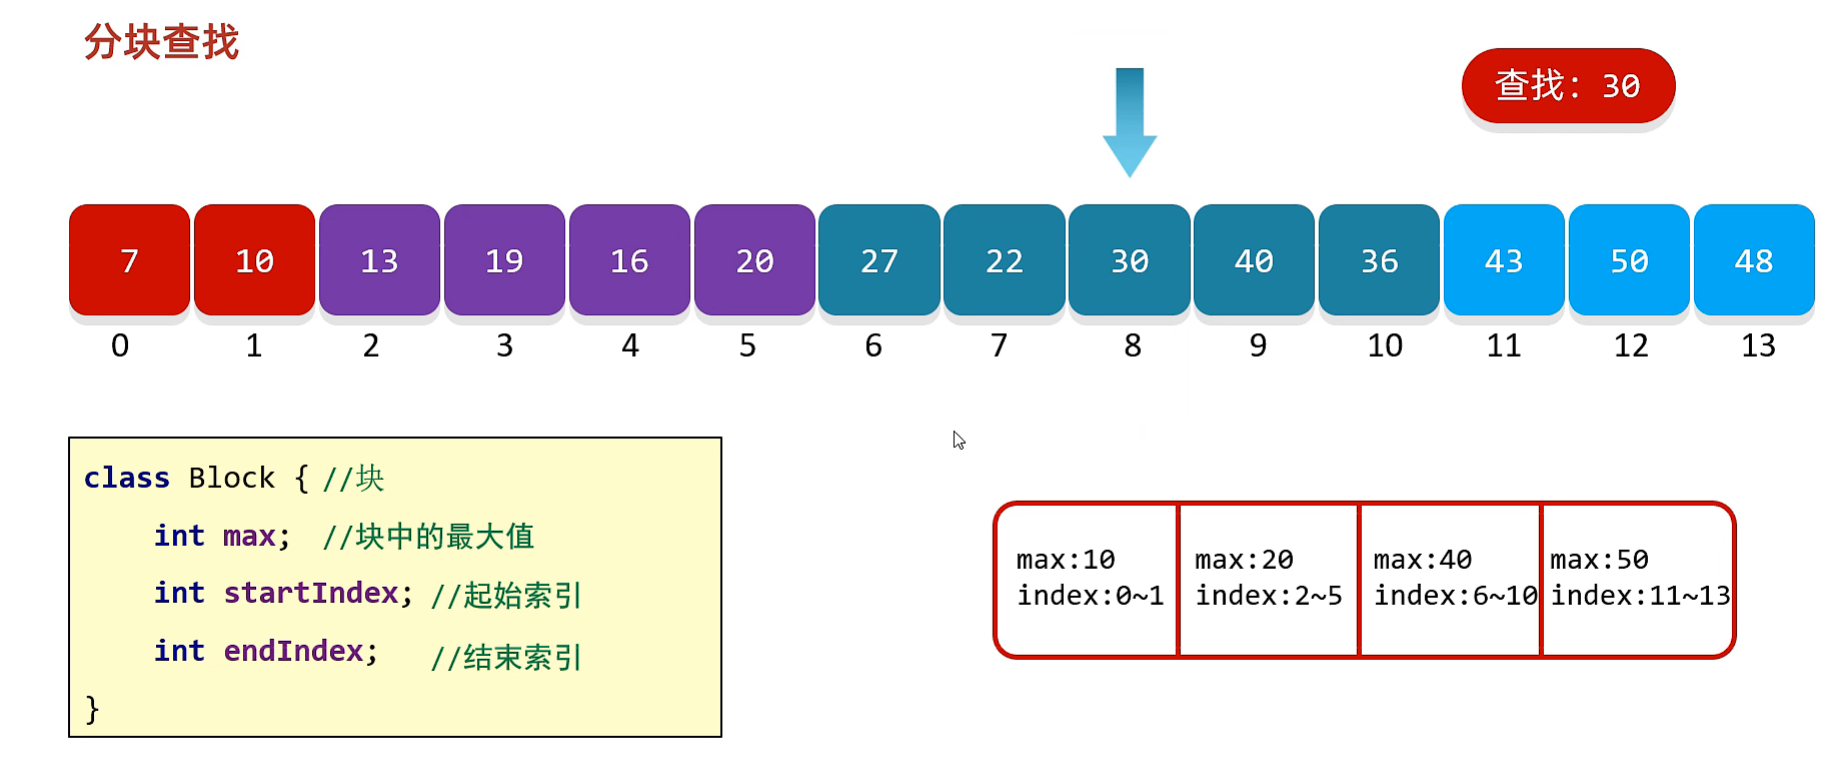 分块查找
查找：30
7 10 13 19 16 20 27 22 30 40 36 43 50 48
0 1 2 3 4 5 6 7 8 9 10 11 12 13
class Block { //块
int max; //块中的最大值
int startIndex; //起始索引
int endIndex; //结束索引
}
max:10 max:20 max:40 max:50
index:0~1 index:2~5 index:6~10 index:11~13